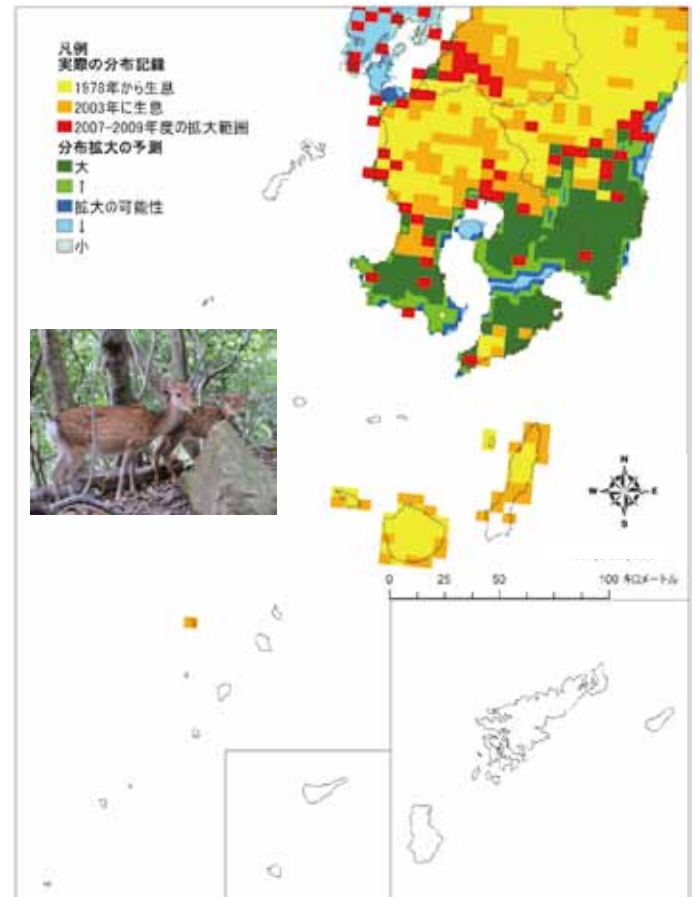 凡例
実際の分布記録
1978年から生息
2003年に生息
2007-2009年度の拡大範囲
分布拡大の予測
大
↑
拡大の可能性
↓
小
N
W E
S
0 25 50 100 キロメートル